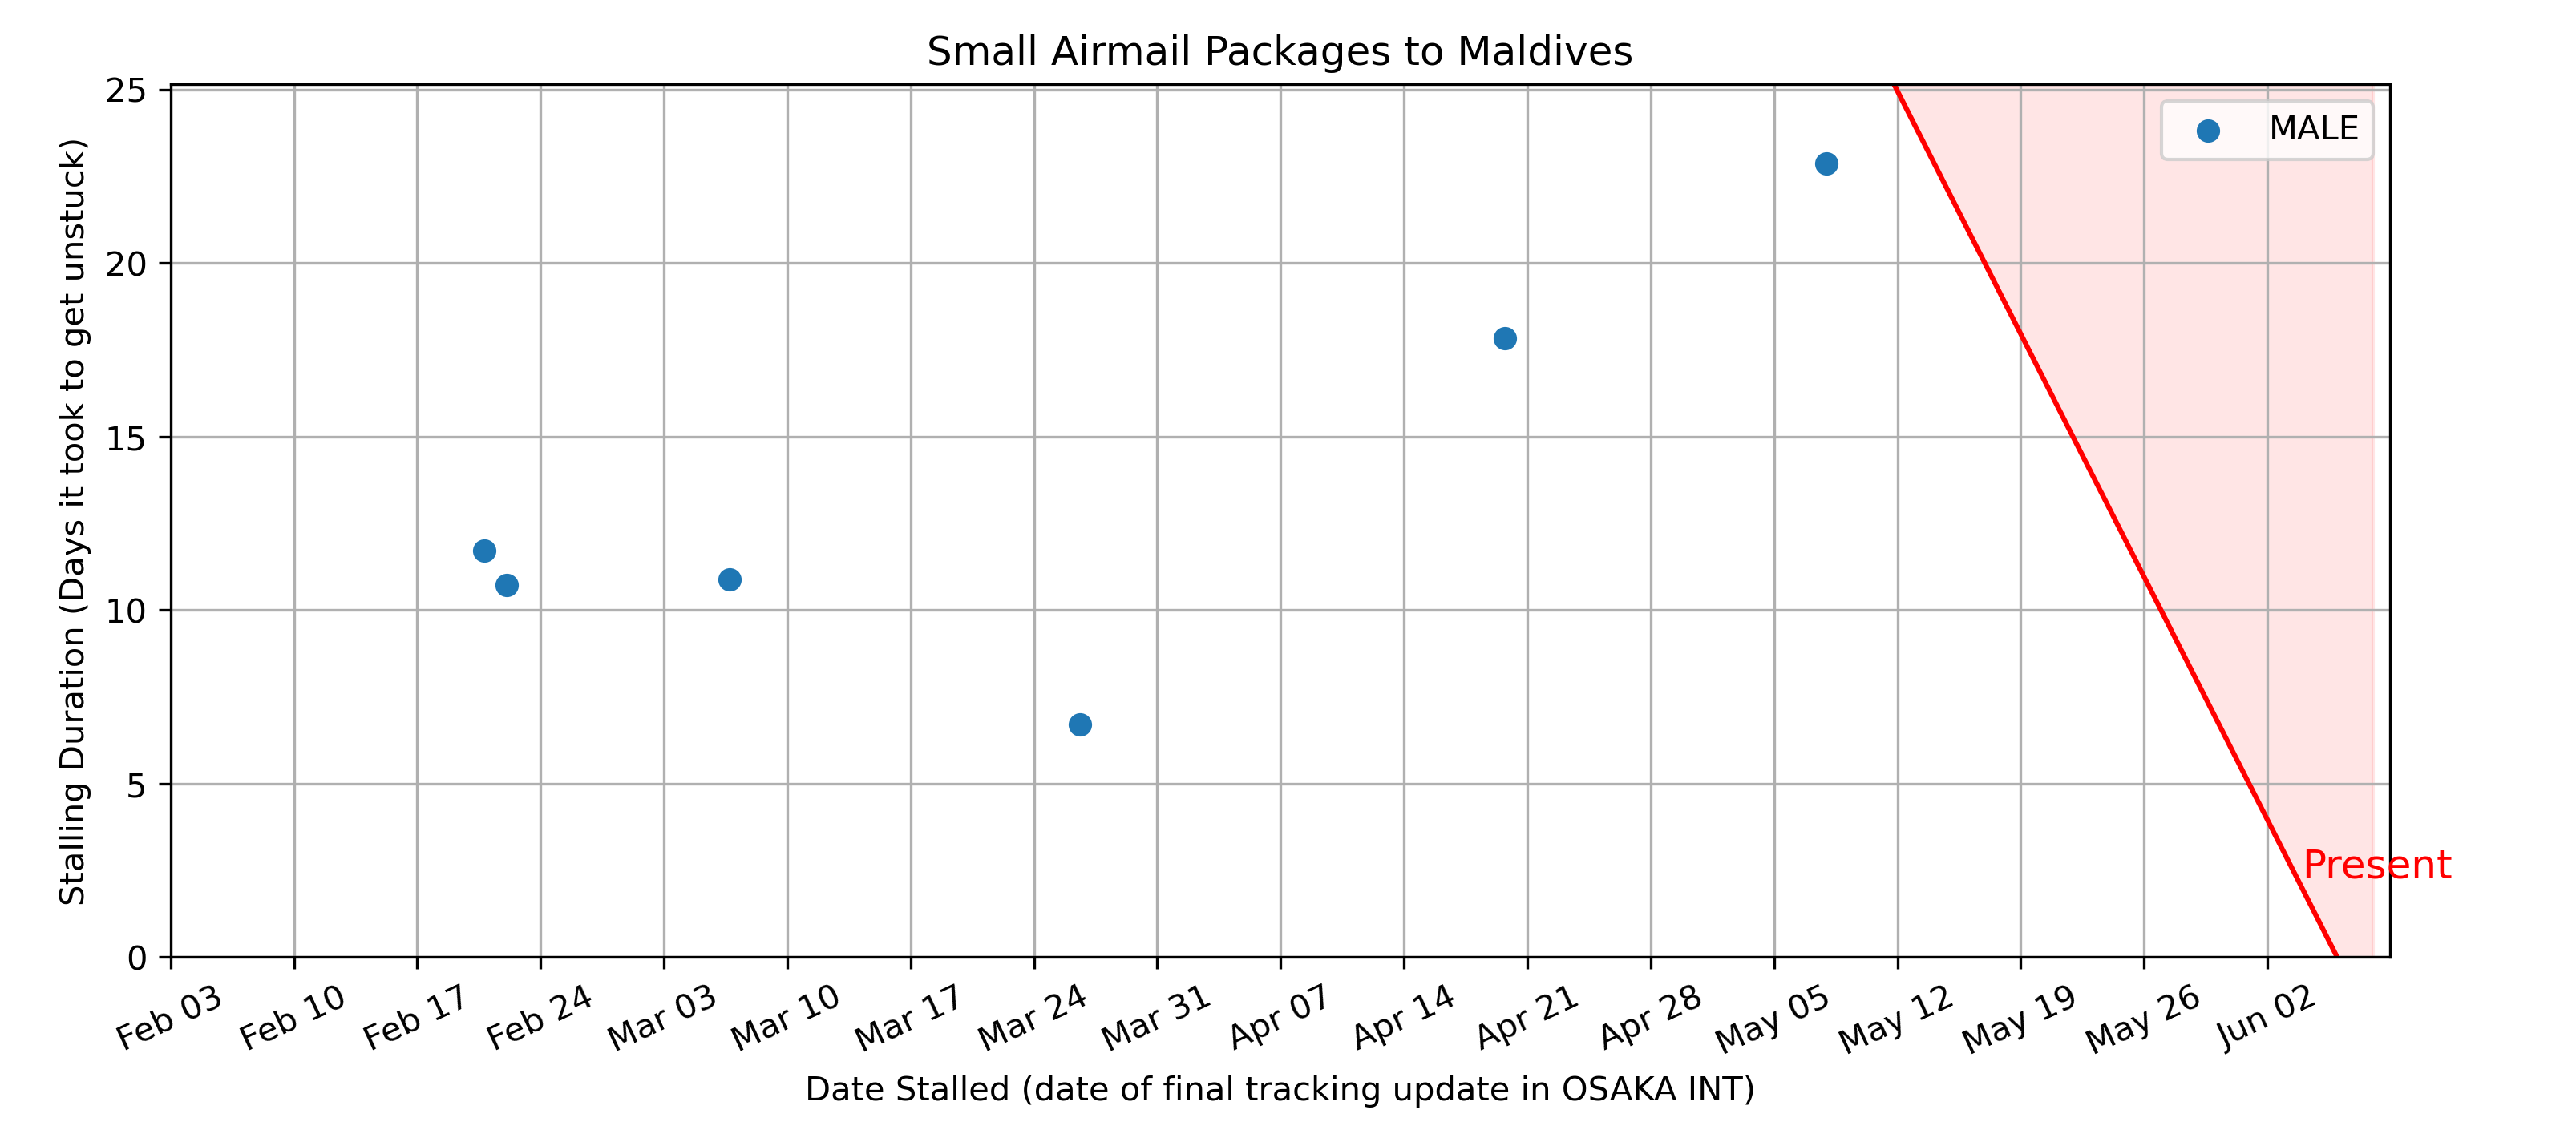 Small Airmail Packages to Maldives
MALE
25
20
15
10
5
0
Stalling Duration (Days it took to get unstuck)
Present
Feb 03
Feb 10
Feb 17
Feb 24
Mar 03
Mar 10
Mar 17
Mar 24
Mar 31
Apr 07
Apr 14
Apr 21
Apr 28
May 05
May 12
May 19
May 26
Jun 02
Date Stalled (date of final tracking update in OSAKA INT)